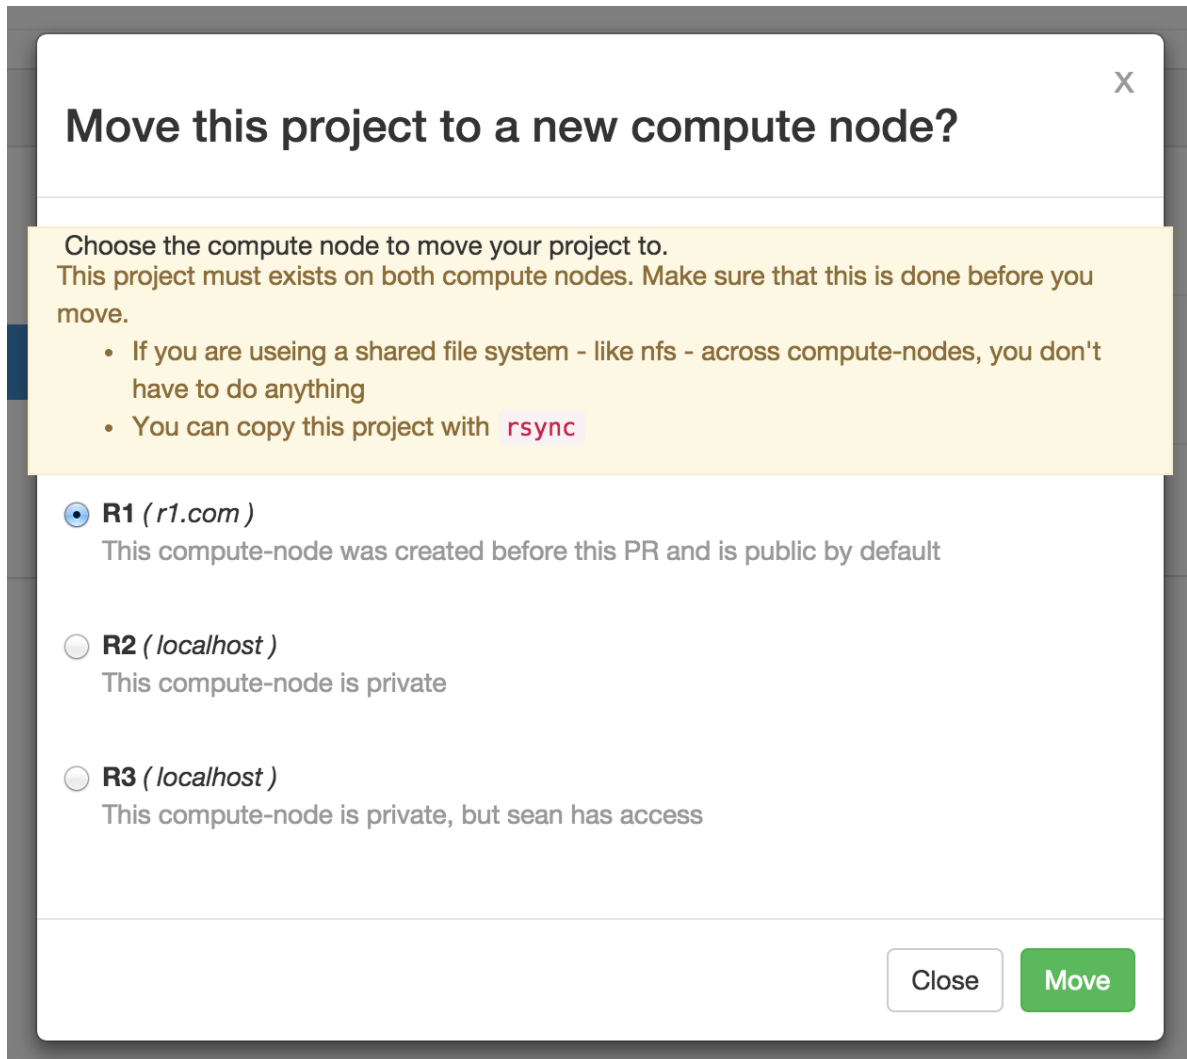 X
Move this project to a new compute node?
Choose the compute node to move your project to.
This project must exists on both compute nodes. Make sure that this is done before you
move.
• If you are useing a shared file system - like nfs - across compute-nodes, you don't
have to do anything
• You can copy this project with rsync
R1 ( r1.com )
This compute-node was created before this PR and is public by default
R2 ( localhost )
This compute-node is private
R3 ( localhost )
This compute-node is private, but sean has access
Close Move